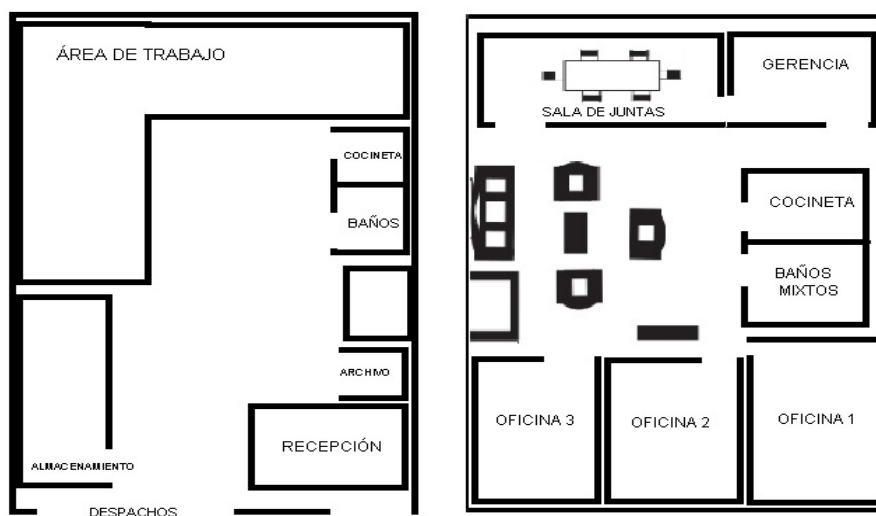 ÁREA DE TRABAJO
COCINETA
BAÑOS
ARCHIVO
RECEPCIÓN
ALMACENAMIENTO
DESPACHOS
GERENCIA
SALA DE JUNTAS
COCINETA
BAÑOS
MIXTOS
OFICINA 3
OFICINA 2
OFICINA 1